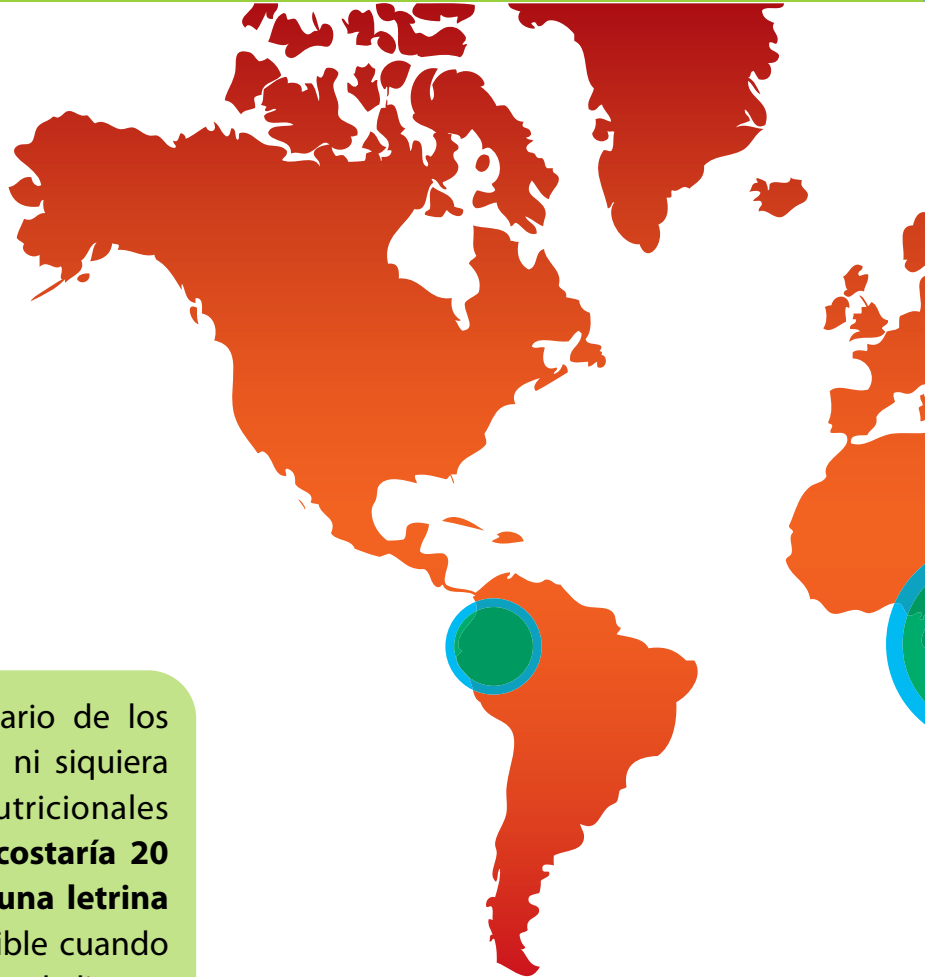 ario de los
ni siquiera
utricionales
costaría 20
una letrina
ible cuando